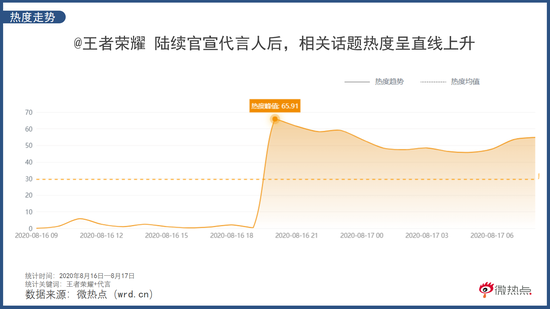 热度走势
@王者荣耀 陆续官宣代言人后，相关话题热度呈直线上升
热度趋势
热度均值
热度峰值: 65.91
70
60
50
40
30
20
10
0
2020-08-16 09
2020-08-16 12
2020-08-16 15
2020-08-16 18
2020-08-16 21
2020-08-17 00
2020-08-17 03
2020-08-17 06
统计时间: 2020年8月16日—8月17日
统计关键词: 王者荣耀+代言
数据来源: 微热点 (wrd.cn)
微热点